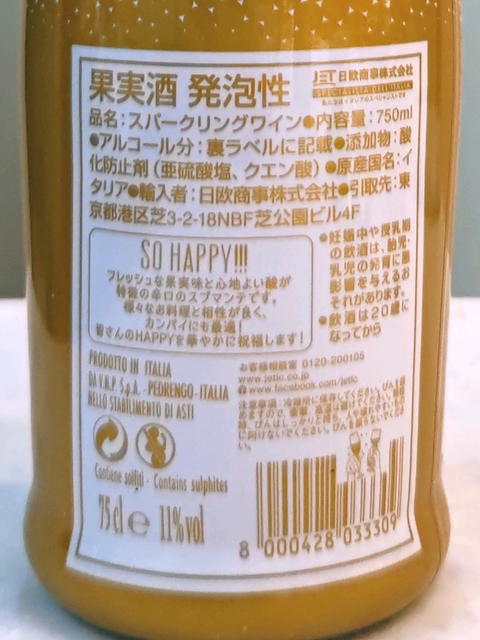 果実酒 発泡性
JET 日欧商事株式会社
SPECIALISTA DELL'ITALIA
品名:スパークリングワイン●内容量:750ml
●アルコール分:裏ラベルに記載●添加物:酸
化防止剤(亜硫酸塩、クエン酸)●原産国名:イ
タリア●輸入者:日欧商事株式会社●引取先:東
京都港区芝3-2-18NBF芝公園ビル4F
SO HAPPY!!!
フレッシュな果実味と心地よい酸が
特徴の辛口のスプマンテです。
様々なお料理と相性が良く、
カンパイにも最適!
皆さんのHAPPYを華やかに祝福します!
●妊娠中や授乳期
の飲酒は、胎児・
乳児の発育に悪
影響を与えるお
それがあります。
●飲酒は20歳に
なってから
PRODOTTO IN ITALIA
DA V.N.P. S.p.A. - PEDRENGO-ITALIA
NELLO STABILIMENTO DI ASTI
お客様相談室 0120-200105
www.jetlc.co.jp
www.facebook.com/jetlc
Contiene solfiti - Contains sulphites
75cl e 11%vol
8 000428 033309